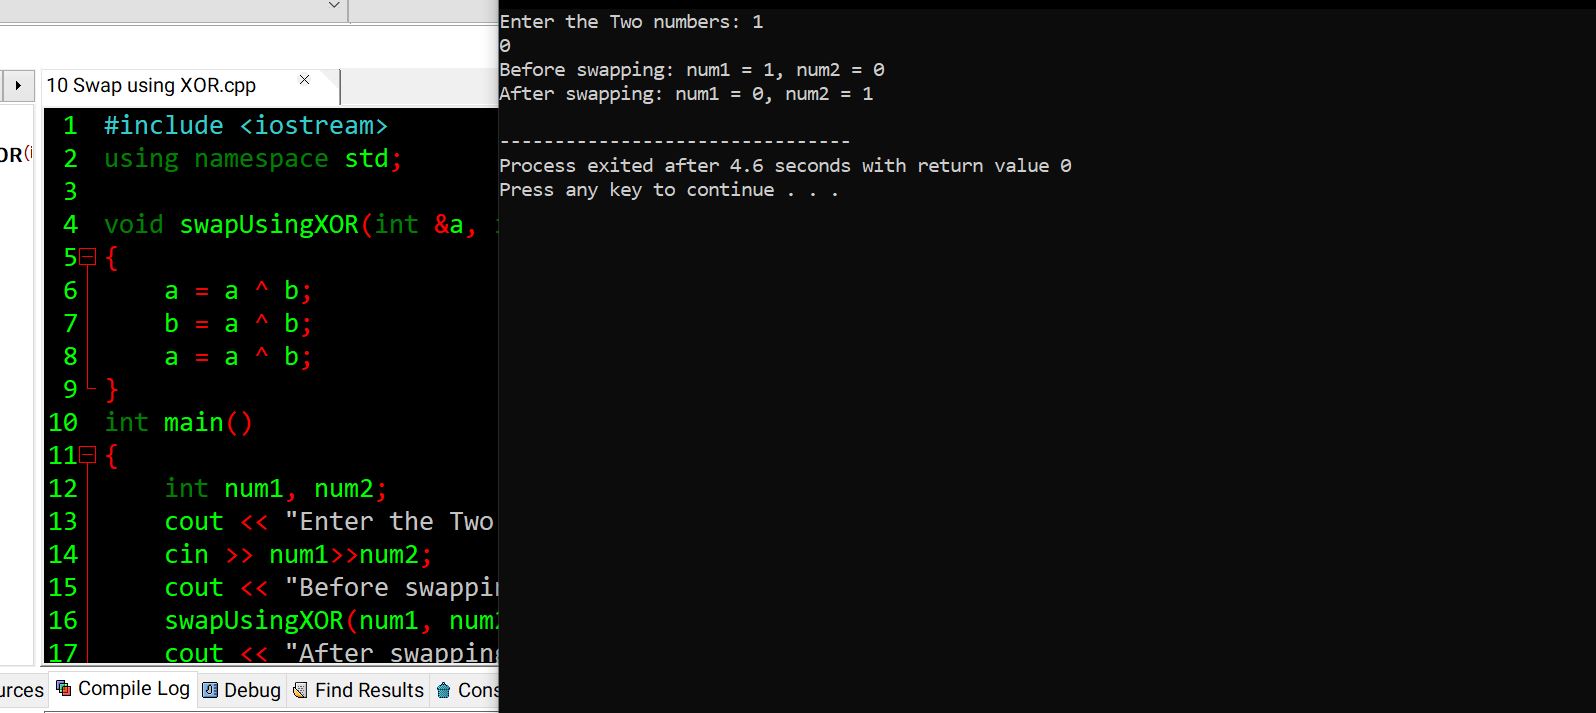 10 Swap using XOR.cpp
OR(i
1 #include <iostream>
2 using namespace std;
3
4 void swapUsingXOR(int &a,
5 {
6 a = a ^ b;
7 b = a ^ b;
8 a = a ^ b;
9 }
10 int main()
11 {
12 int num1, num2;
13 cout << "Enter the Two
14 cin >> num1>>num2;
15 cout << "Before swappin
16 swapUsingXOR(num1, num2
17 cout << "After swapping
urces Compile Log Debug Find Results Cons
Enter the Two numbers: 1
0
Before swapping: num1 = 1, num2 = 0
After swapping: num1 = 0, num2 = 1
--------------------------------
Process exited after 4.6 seconds with return value 0
Press any key to continue . . .